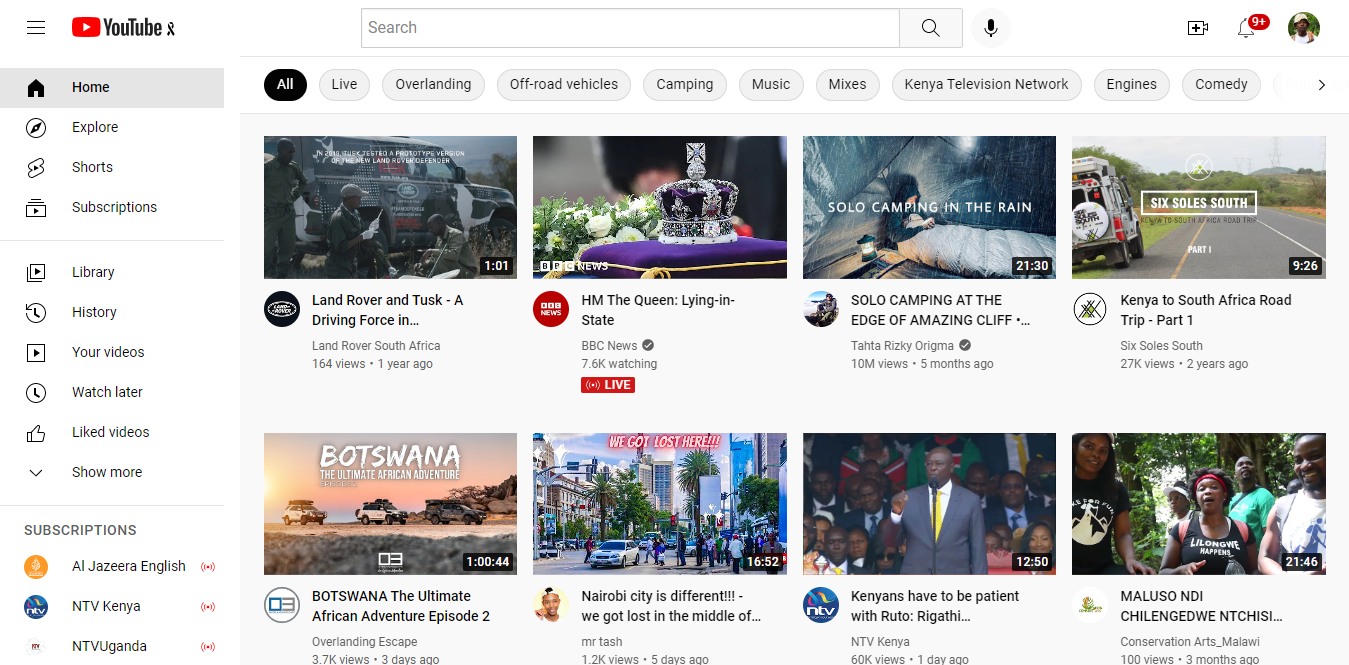 YouTube
Search
9+
Home
Explore
Shorts
Subscriptions
Library
History
Your videos
Watch later
Liked videos
Show more
SUBSCRIPTIONS
Al Jazeera English
NTV Kenya
NTVUganda
All
Live
Overlanding
Off-road vehicles
Camping
Music
Mixes
Kenya Television Network
Engines
Comedy
IN 2019, TUSK TESTED A PROTOTYPE VERSION
OF THE NEW LAND ROVER DEFENDER
1:01
LAND ROVER
Land Rover and Tusk - A
Driving Force in…
Land Rover South Africa
164 views • 1 year ago
BBC NEWS
BBC
NEWS
HM The Queen: Lying-in-
State
BBC News
7.6K watching
LIVE
SOLO CAMPING IN THE RAIN
21:30
SOLO CAMPING AT THE
EDGE OF AMAZING CLIFF •…
Tahta Rizky Origma
10M views • 5 months ago
SIX SOLES SOUTH
KENYA TO SOUTH AFRICA ROAD TRIP
PART I
9:26
Kenya to South Africa Road
Trip - Part 1
Six Soles South
27K views • 2 years ago
BOTSWANA
THE ULTIMATE AFRICAN ADVENTURE
EPISODE 2
1:00:44
BOTSWANA The Ultimate
African Adventure Episode 2
Overlanding Escape
3.7K views • 3 days ago
WE GOT LOST HERE!!!
16:52
Nairobi city is different!!! -
we got lost in the middle of…
mr tash
1.2K views • 5 days ago
12:50
ntv
Kenyans have to be patient
with Ruto: Rigathi…
NTV Kenya
60K views • 1 day ago
LILONGWE
HAPPENS
21:46
MALUSO NDI
CHILENGEDWE NTCHISI…
Conservation Arts_Malawi
100 views • 3 months ago